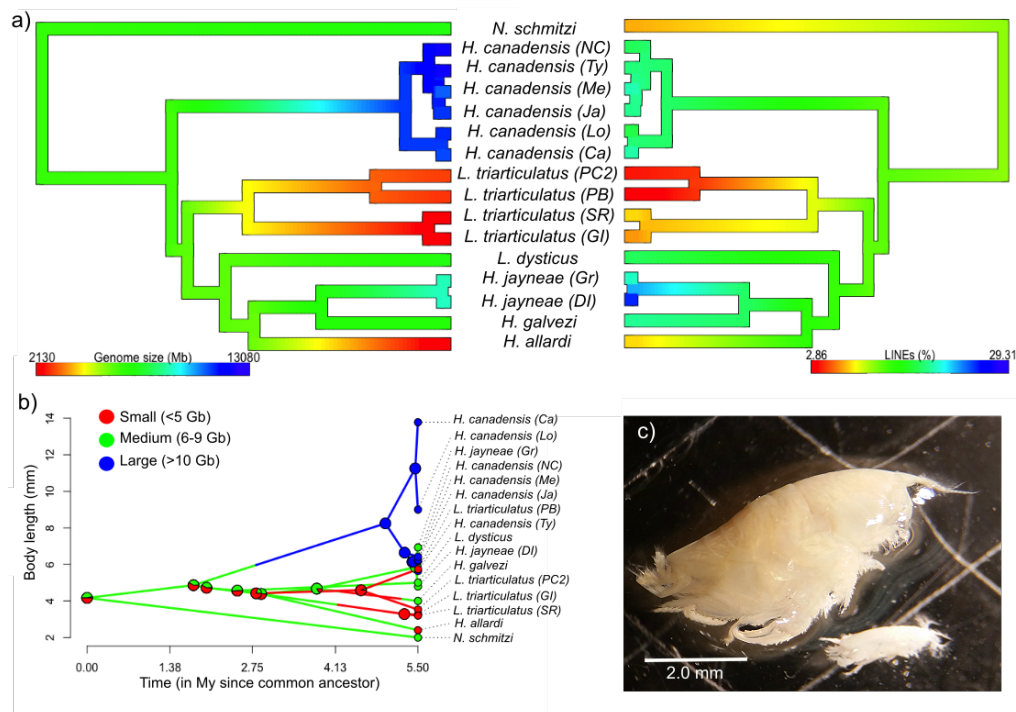 a)
N. schmitzi
H. canadensis (NC)
H. canadensis (Ty)
H. canadensis (Me)
H. canadensis (Ja)
H. canadensis (Lo)
H. canadensis (Ca)
L. triarticulatus (PC2)
L. triarticulatus (PB)
L. triarticulatus (SR)
L. triarticulatus (GI)
L. dysticus
H. jayneae (Gr)
H. jayneae (DI)
H. galvezi
H. allardi
2130 Genome size (Mb) 13080
2.86 LINEs (%) 29.31
b)
Small (<5 Gb)
Medium (6-9 Gb)
Large (>10 Gb)
Body length (mm)
14
12
10
8
6
4
2
0.00 1.38 2.75 4.13 5.50
Time (in My since common ancestor)
H. canadensis (Ca)
H. canadensis (Lo)
H. jayneae (Gr)
H. canadensis (NC)
H. canadensis (Me)
H. canadensis (Ja)
L. triarticulatus (PB)
H. canadensis (Ty)
L. dysticus
H. jayneae (DI)
H. galvezi
L. triarticulatus (PC2)
L. triarticulatus (GI)
L. triarticulatus (SR)
H. allardi
N. schmitzi
c)
2.0 mm